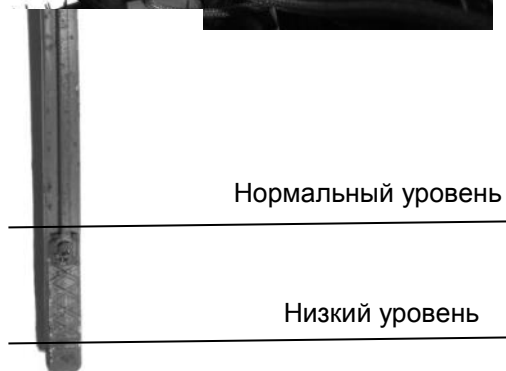 Нормальный уровень
Низкий уровень